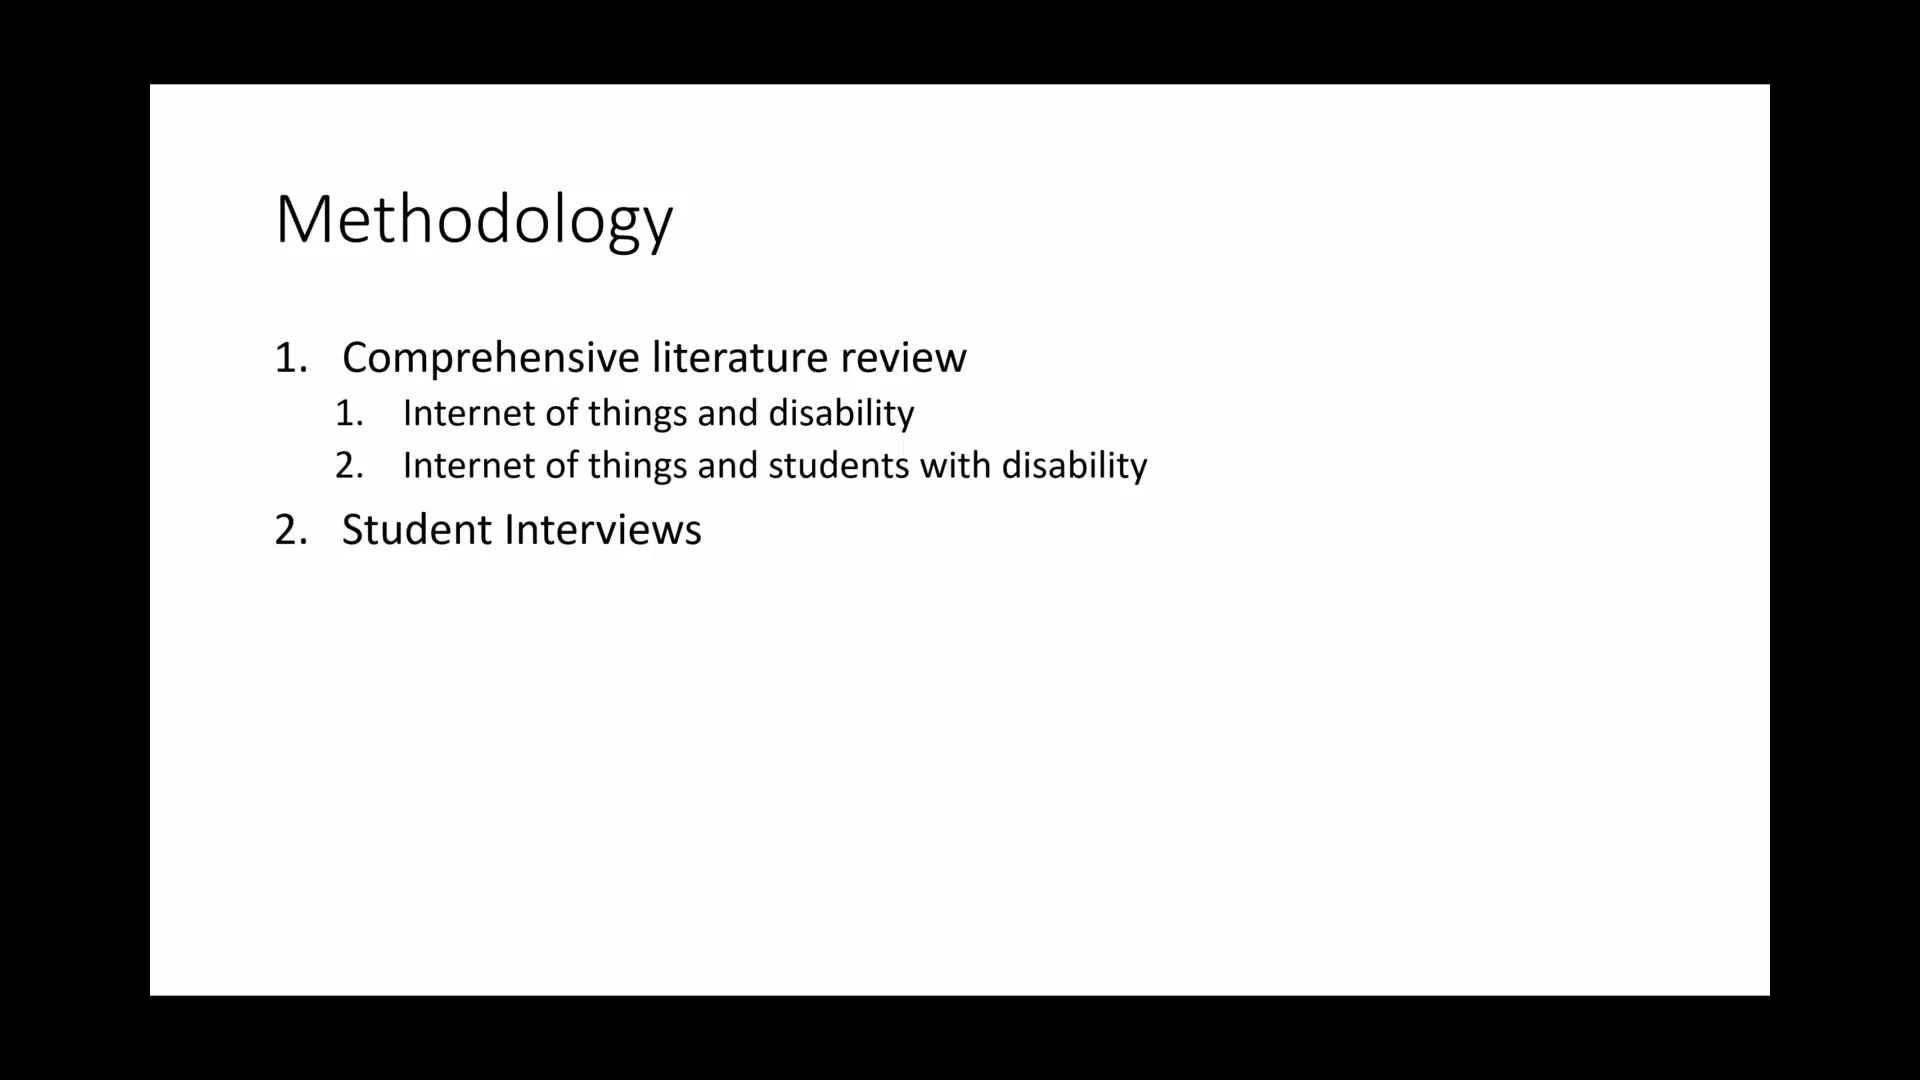 Methodology
1. Comprehensive literature review
1. Internet of things and disability
2. Internet of things and students with disability
2. Student Interviews